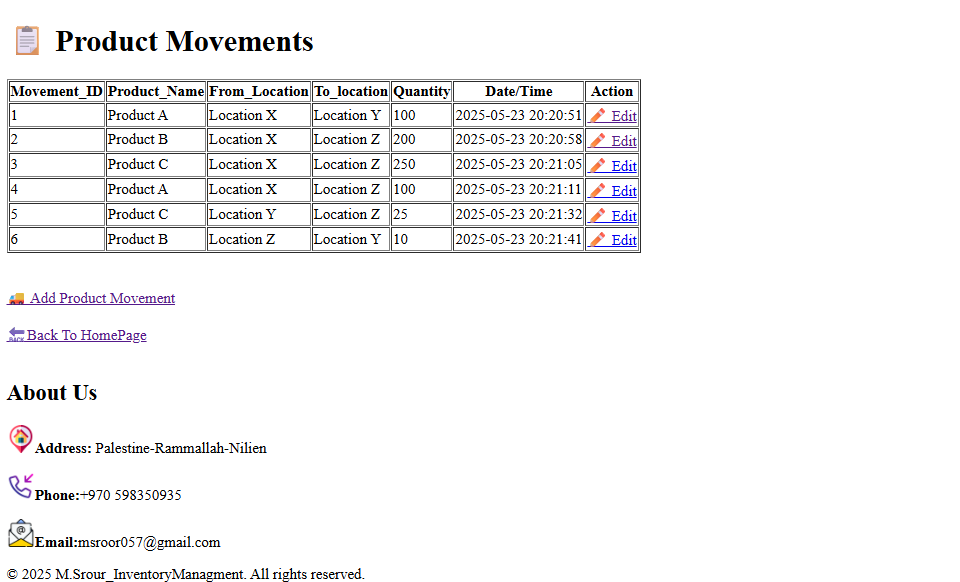 Product Movements
Movement_ID Product_Name From_Location To_location Quantity Date/Time Action
1 Product A Location X Location Y 100 2025-05-23 20:20:51 Edit
2 Product B Location X Location Z 200 2025-05-23 20:20:58 Edit
3 Product C Location X Location Z 250 2025-05-23 20:21:05 Edit
4 Product A Location X Location Z 100 2025-05-23 20:21:11 Edit
5 Product C Location Y Location Z 25 2025-05-23 20:21:32 Edit
6 Product B Location Z Location Y 10 2025-05-23 20:21:41 Edit
Add Product Movement
BACK Back To HomePage
About Us
Address: Palestine-Rammallah-Nilien
Phone:+970 598350935
Email:msroor057@gmail.com
© 2025 M.Srour_InventoryManagment. All rights reserved.